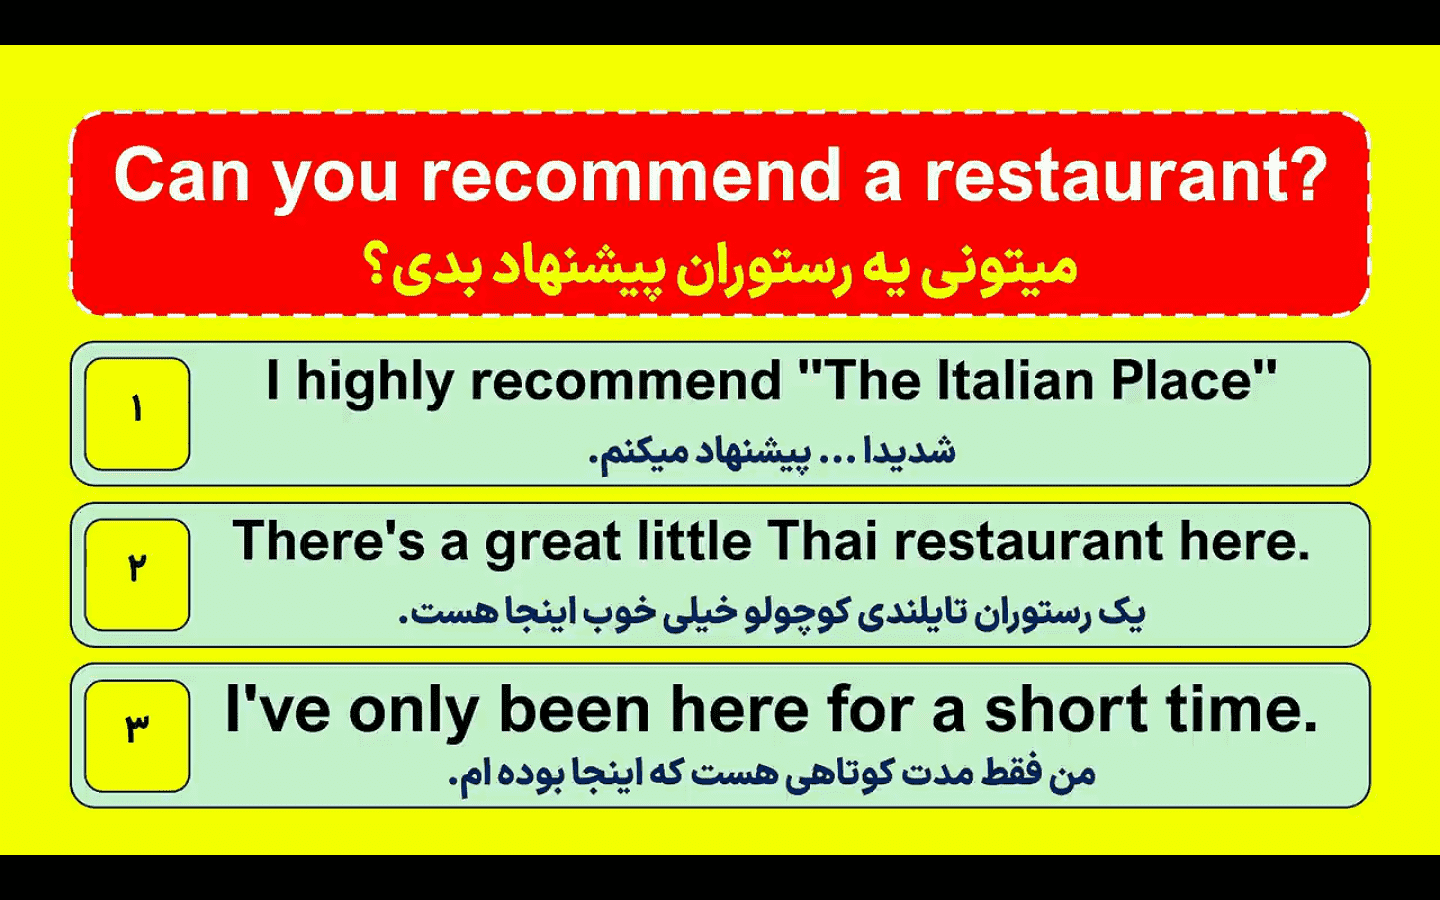 Can you recommend a restaurant?
میتونی یه رستوران پیشنهاد بدی؟
۱
I highly recommend "The Italian Place"
شدیدا ... پیشنهاد میکنم.
۲
There's a great little Thai restaurant here.
یک رستوران تایلندی کوچولو خیلی خوب اینجا هست.
۳
I've only been here for a short time.
من فقط مدت کوتاهی هست که اینجا بوده ام.